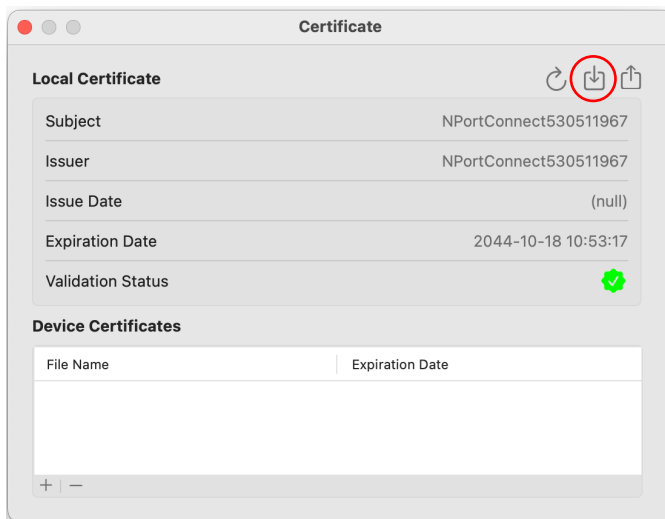 Certificate
Local Certificate
Subject NPortConnect530511967
Issuer NPortConnect530511967
Issue Date (null)
Expiration Date 2044-10-18 10:53:17
Validation Status
Device Certificates
File Name Expiration Date